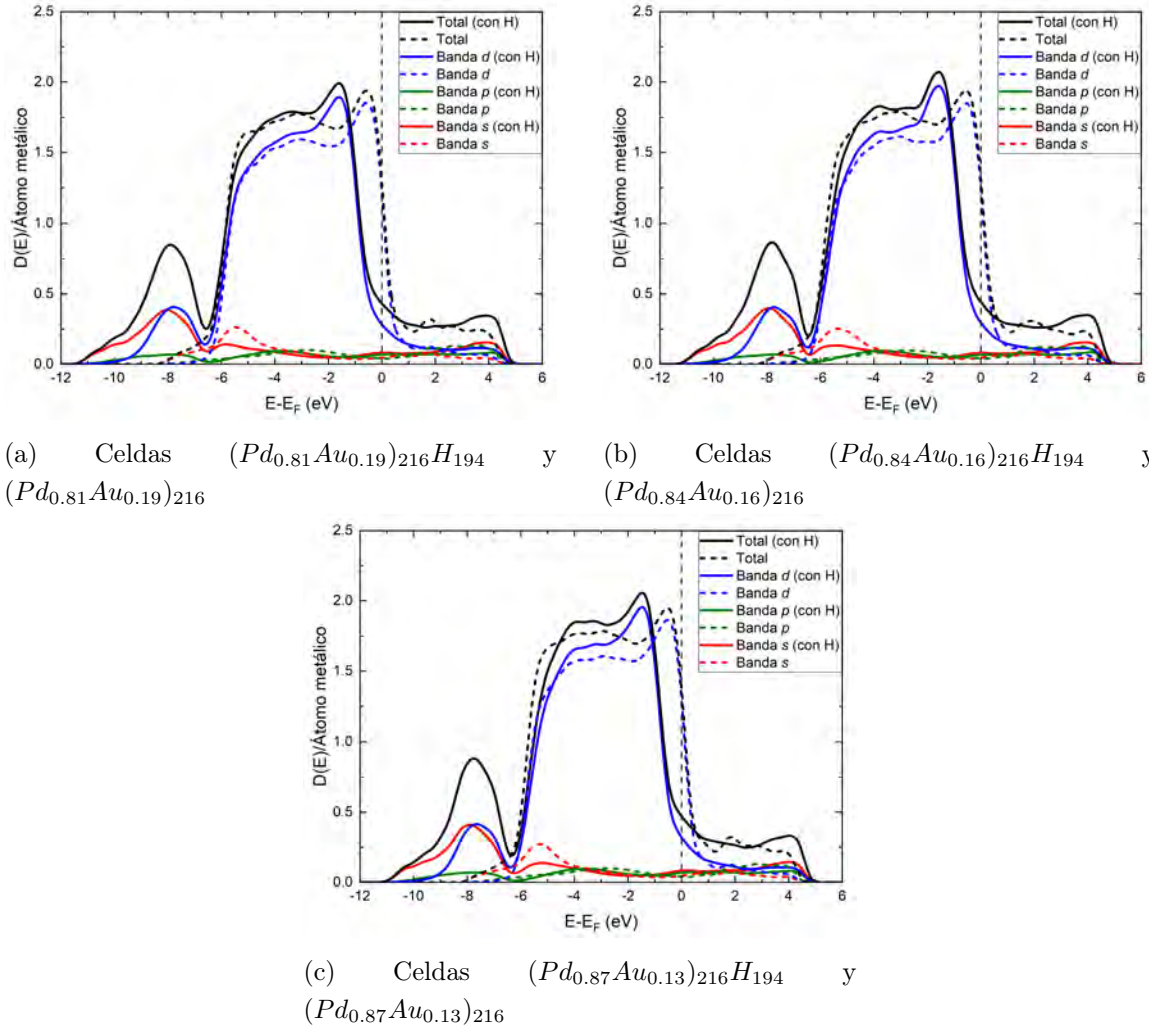 2.5
2.0
1.5
1.0
0.5
0.0
D(E)/Átomo metálico
-12 -10 -8 -6 -4 -2 0 2 4 6
E-E_F (eV)
Total (con H)
Total
Banda d (con H)
Banda d
Banda p (con H)
Banda p
Banda s (con H)
Banda s
2.5
2.0
1.5
1.0
0.5
0.0
D(E)/Átomo metálico
-12 -10 -8 -6 -4 -2 0 2 4 6
E-E_F (eV)
Total (con H)
Total
Banda d (con H)
Banda d
Banda p (con H)
Banda p
Banda s (con H)
Banda s
(a) Celdas (Pd_{0.81}Au_{0.19})_{216}H_{194} y
(Pd_{0.81}Au_{0.19})_{216}
(b) Celdas (Pd_{0.84}Au_{0.16})_{216}H_{194} y
(Pd_{0.84}Au_{0.16})_{216}
2.5
2.0
1.5
1.0
0.5
0.0
D(E)/Átomo metálico
-12 -10 -8 -6 -4 -2 0 2 4 6
E-E_F (eV)
Total (con H)
Total
Banda d (con H)
Banda d
Banda p (con H)
Banda p
Banda s (con H)
Banda s
(c) Celdas (Pd_{0.87}Au_{0.13})_{216}H_{194} y
(Pd_{0.87}Au_{0.13})_{216}